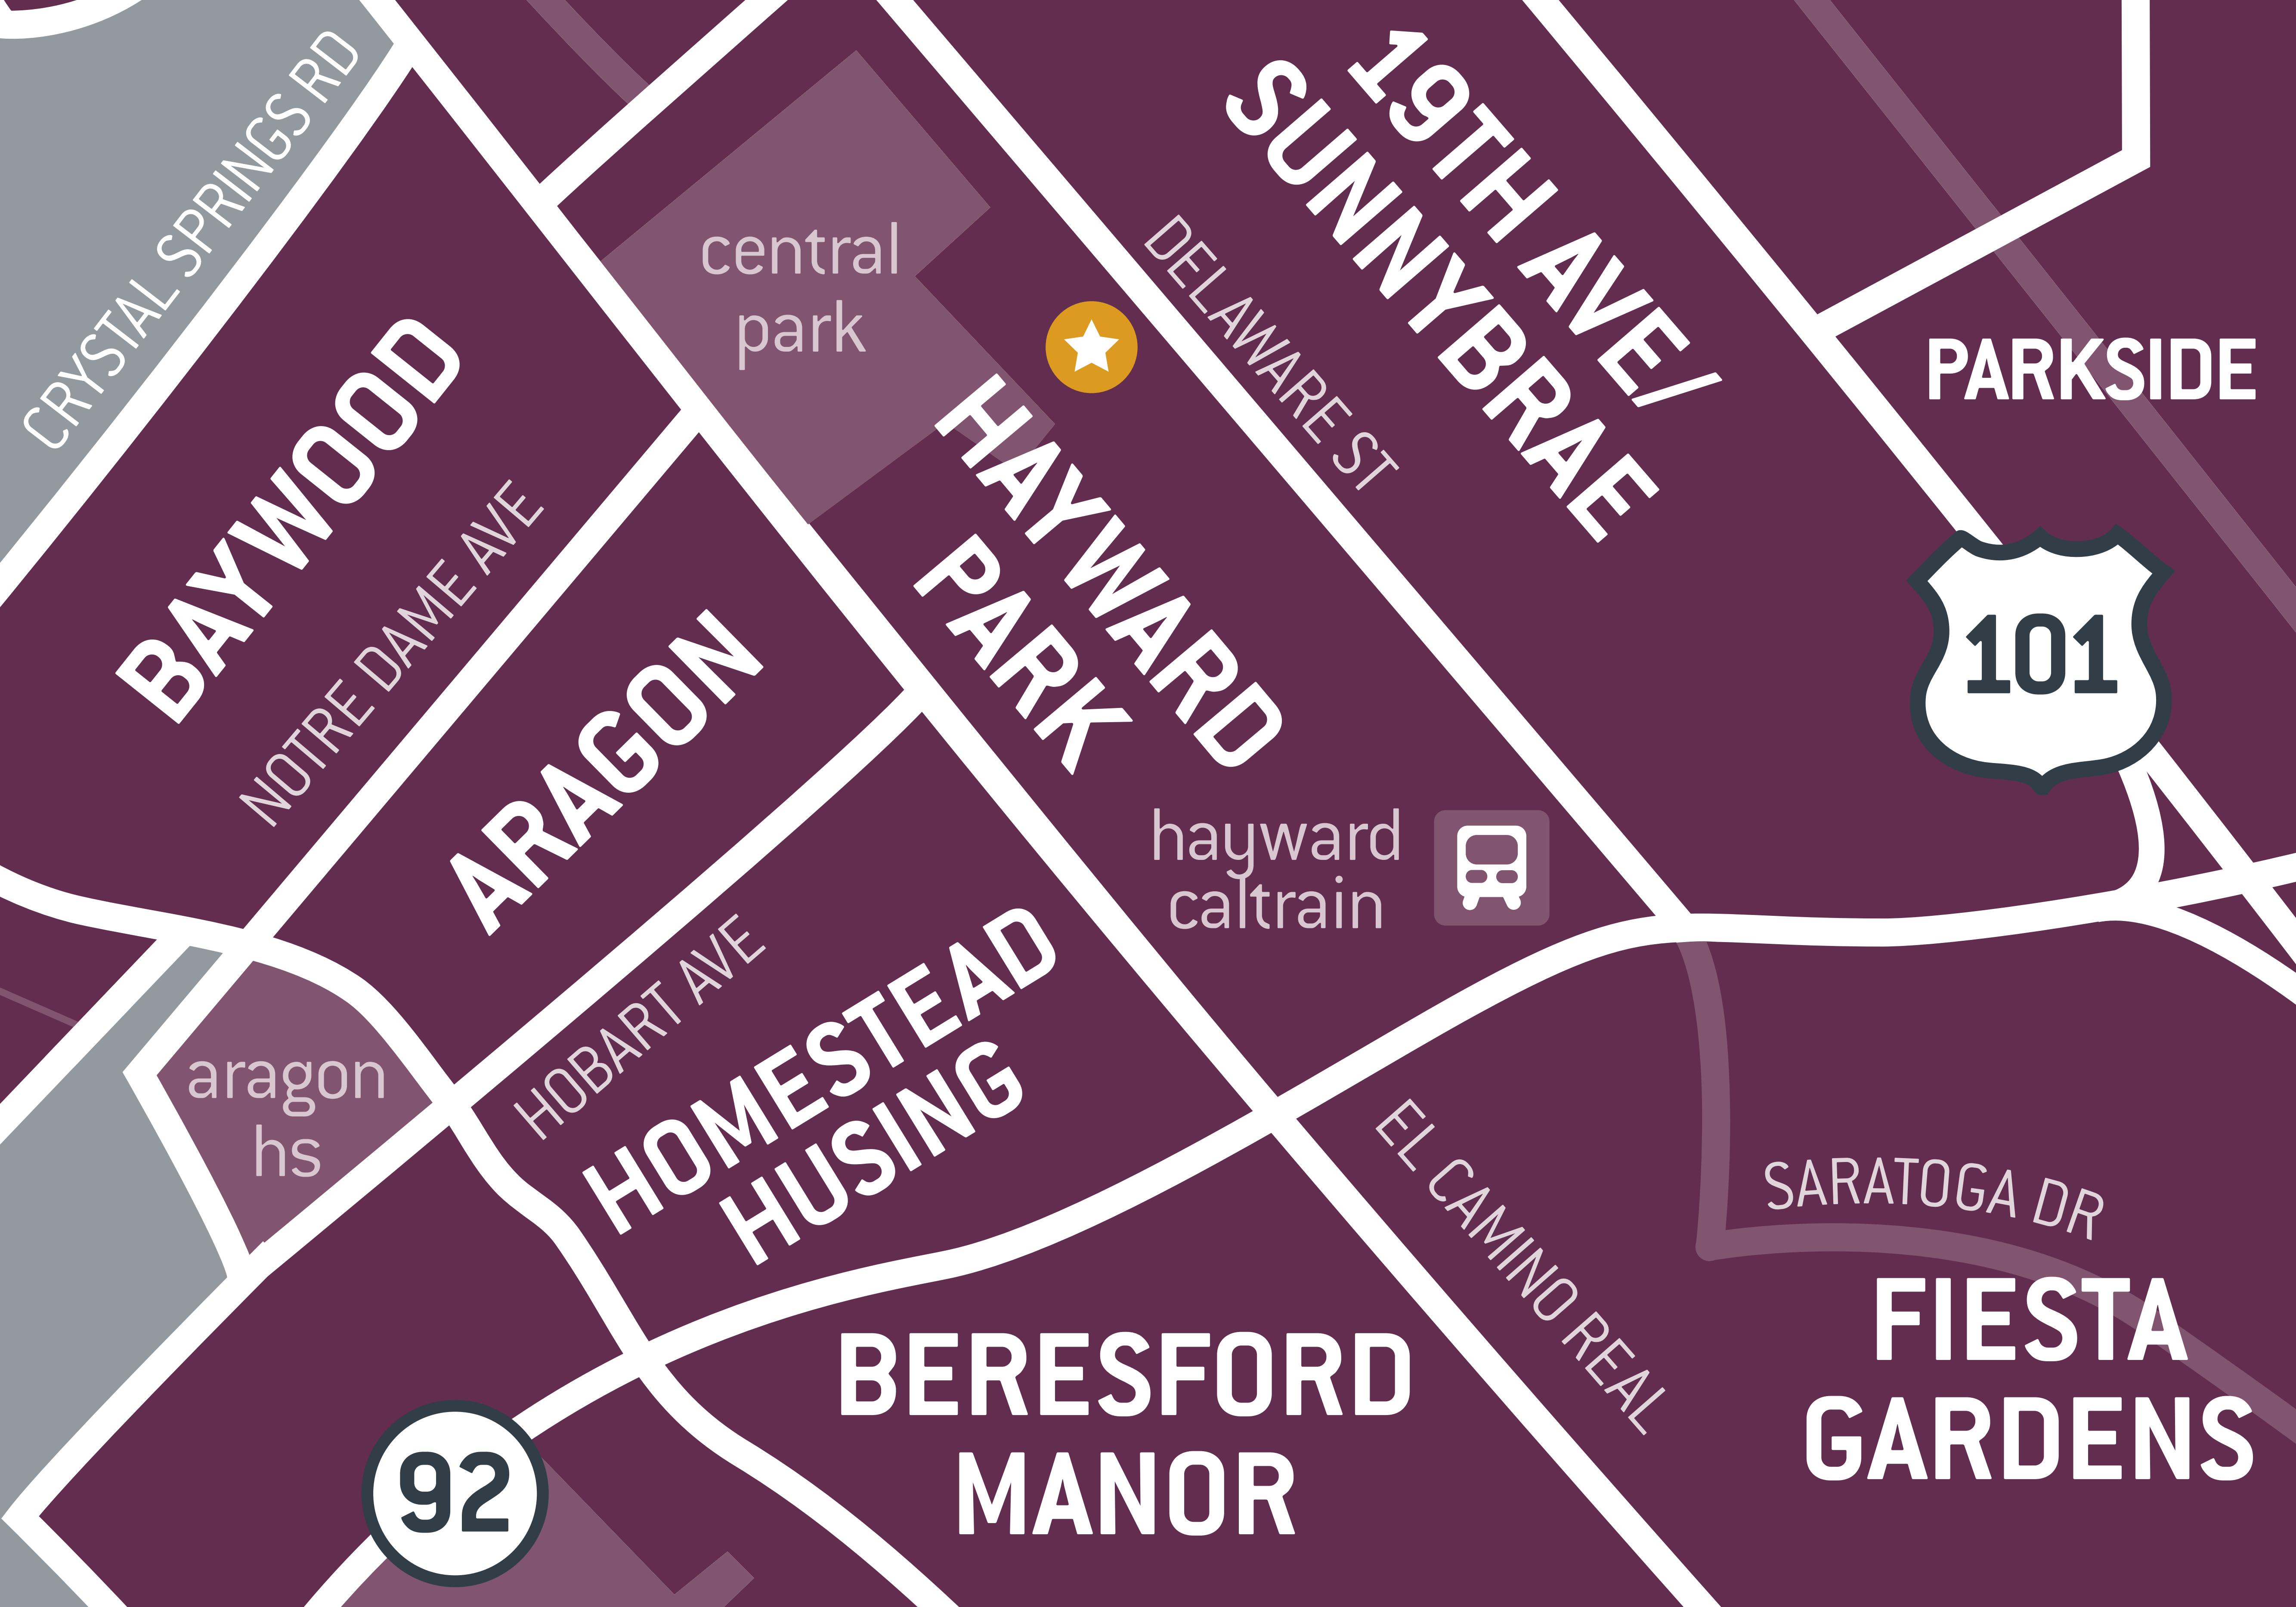 CRYSTAL SPRINGS RD
BAYWOOD
NOTRE DAME AVE
central
park
19TH AVE/
SUNNYBRAE
DELAWARE ST
PARKSIDE
HAYWARD
PARK
101
ARAGON
hayward
caltrain
HOBART AVE
HOMESTEAD
HUSING
aragon
hs
EL CAMINO REAL
SARATOGA DR
FIESTA
GARDENS
BERESFORD
MANOR
92